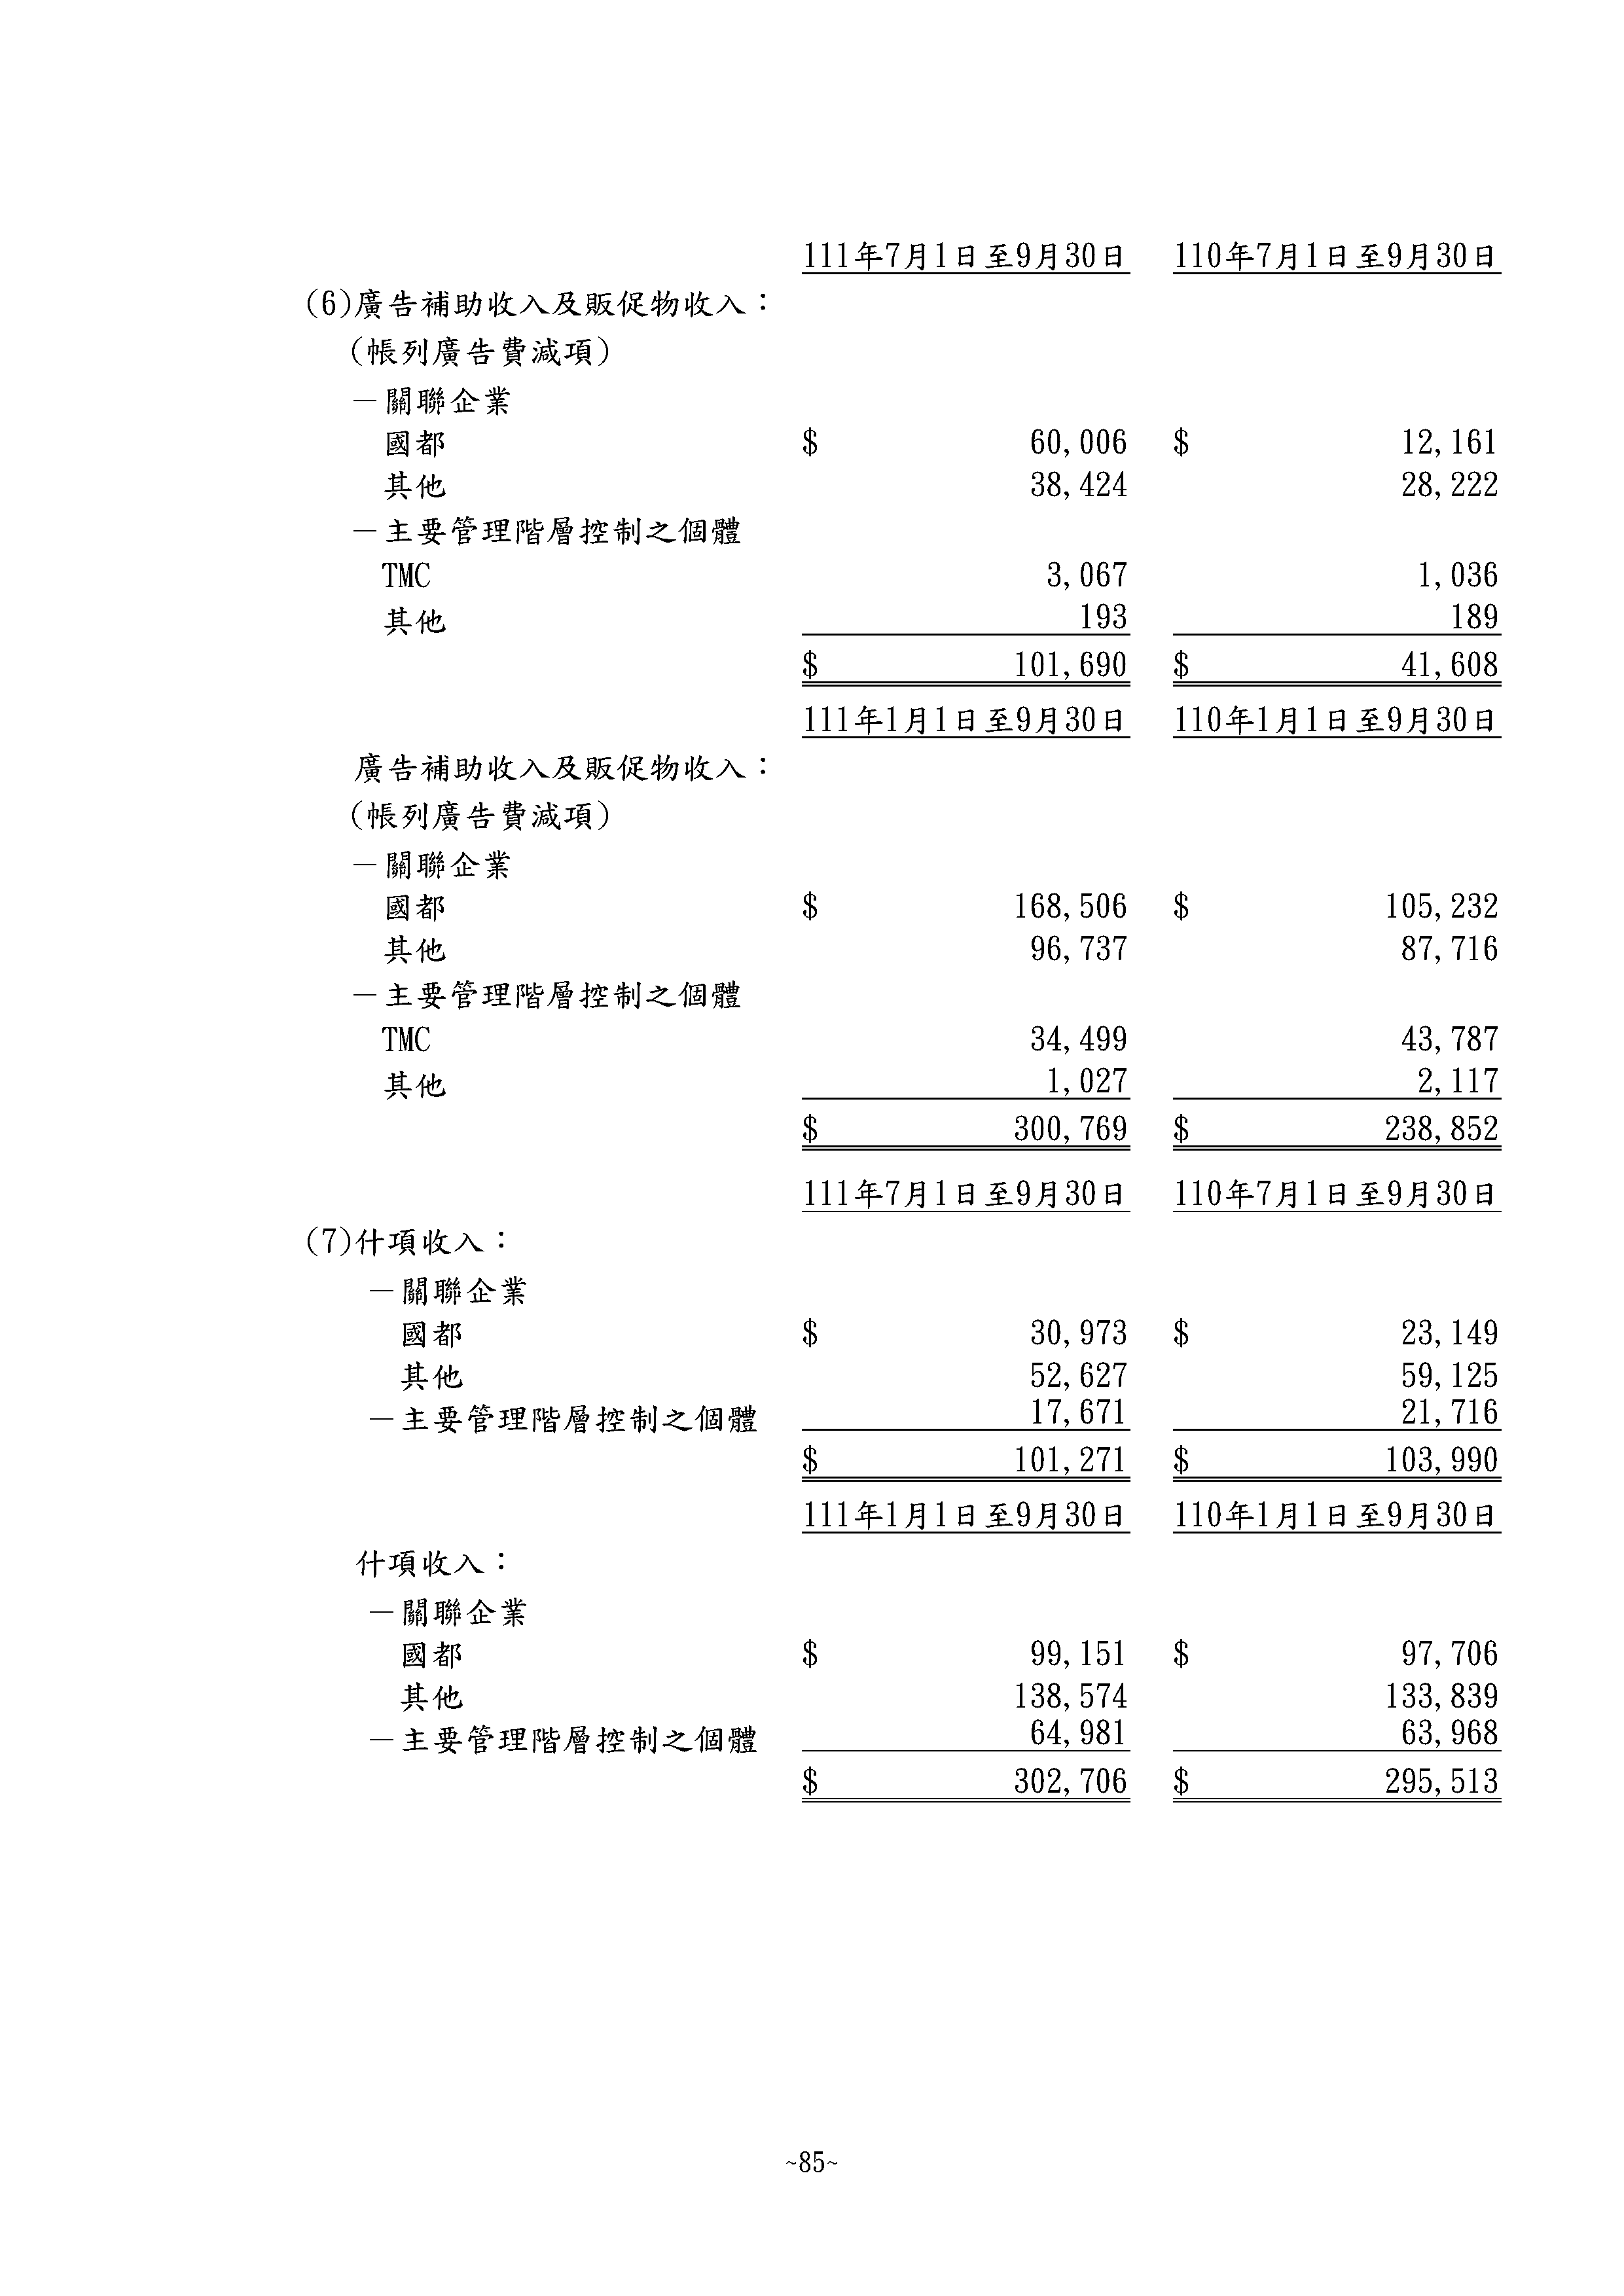 111年7月1日至9月30日 110年7月1日至9月30日
(6)廣告補助收入及販促物收入：
(帳列廣告費減項)
－關聯企業
國都 $ 60,006 $ 12,161
其他 38,424 28,222
－主要管理階層控制之個體
TMC 3,067 1,036
其他 193 189
$ 101,690 $ 41,608
111年1月1日至9月30日 110年1月1日至9月30日
廣告補助收入及販促物收入：
(帳列廣告費減項)
－關聯企業
國都 $ 168,506 $ 105,232
其他 96,737 87,716
－主要管理階層控制之個體
TMC 34,499 43,787
其他 1,027 2,117
$ 300,769 $ 238,852
111年7月1日至9月30日 110年7月1日至9月30日
(7)什項收入：
－關聯企業
國都 $ 30,973 $ 23,149
其他 52,627 59,125
－主要管理階層控制之個體 17,671 21,716
$ 101,271 $ 103,990
111年1月1日至9月30日 110年1月1日至9月30日
什項收入：
－關聯企業
國都 $ 99,151 $ 97,706
其他 138,574 133,839
－主要管理階層控制之個體 64,981 63,968
$ 302,706 $ 295,513
~85~